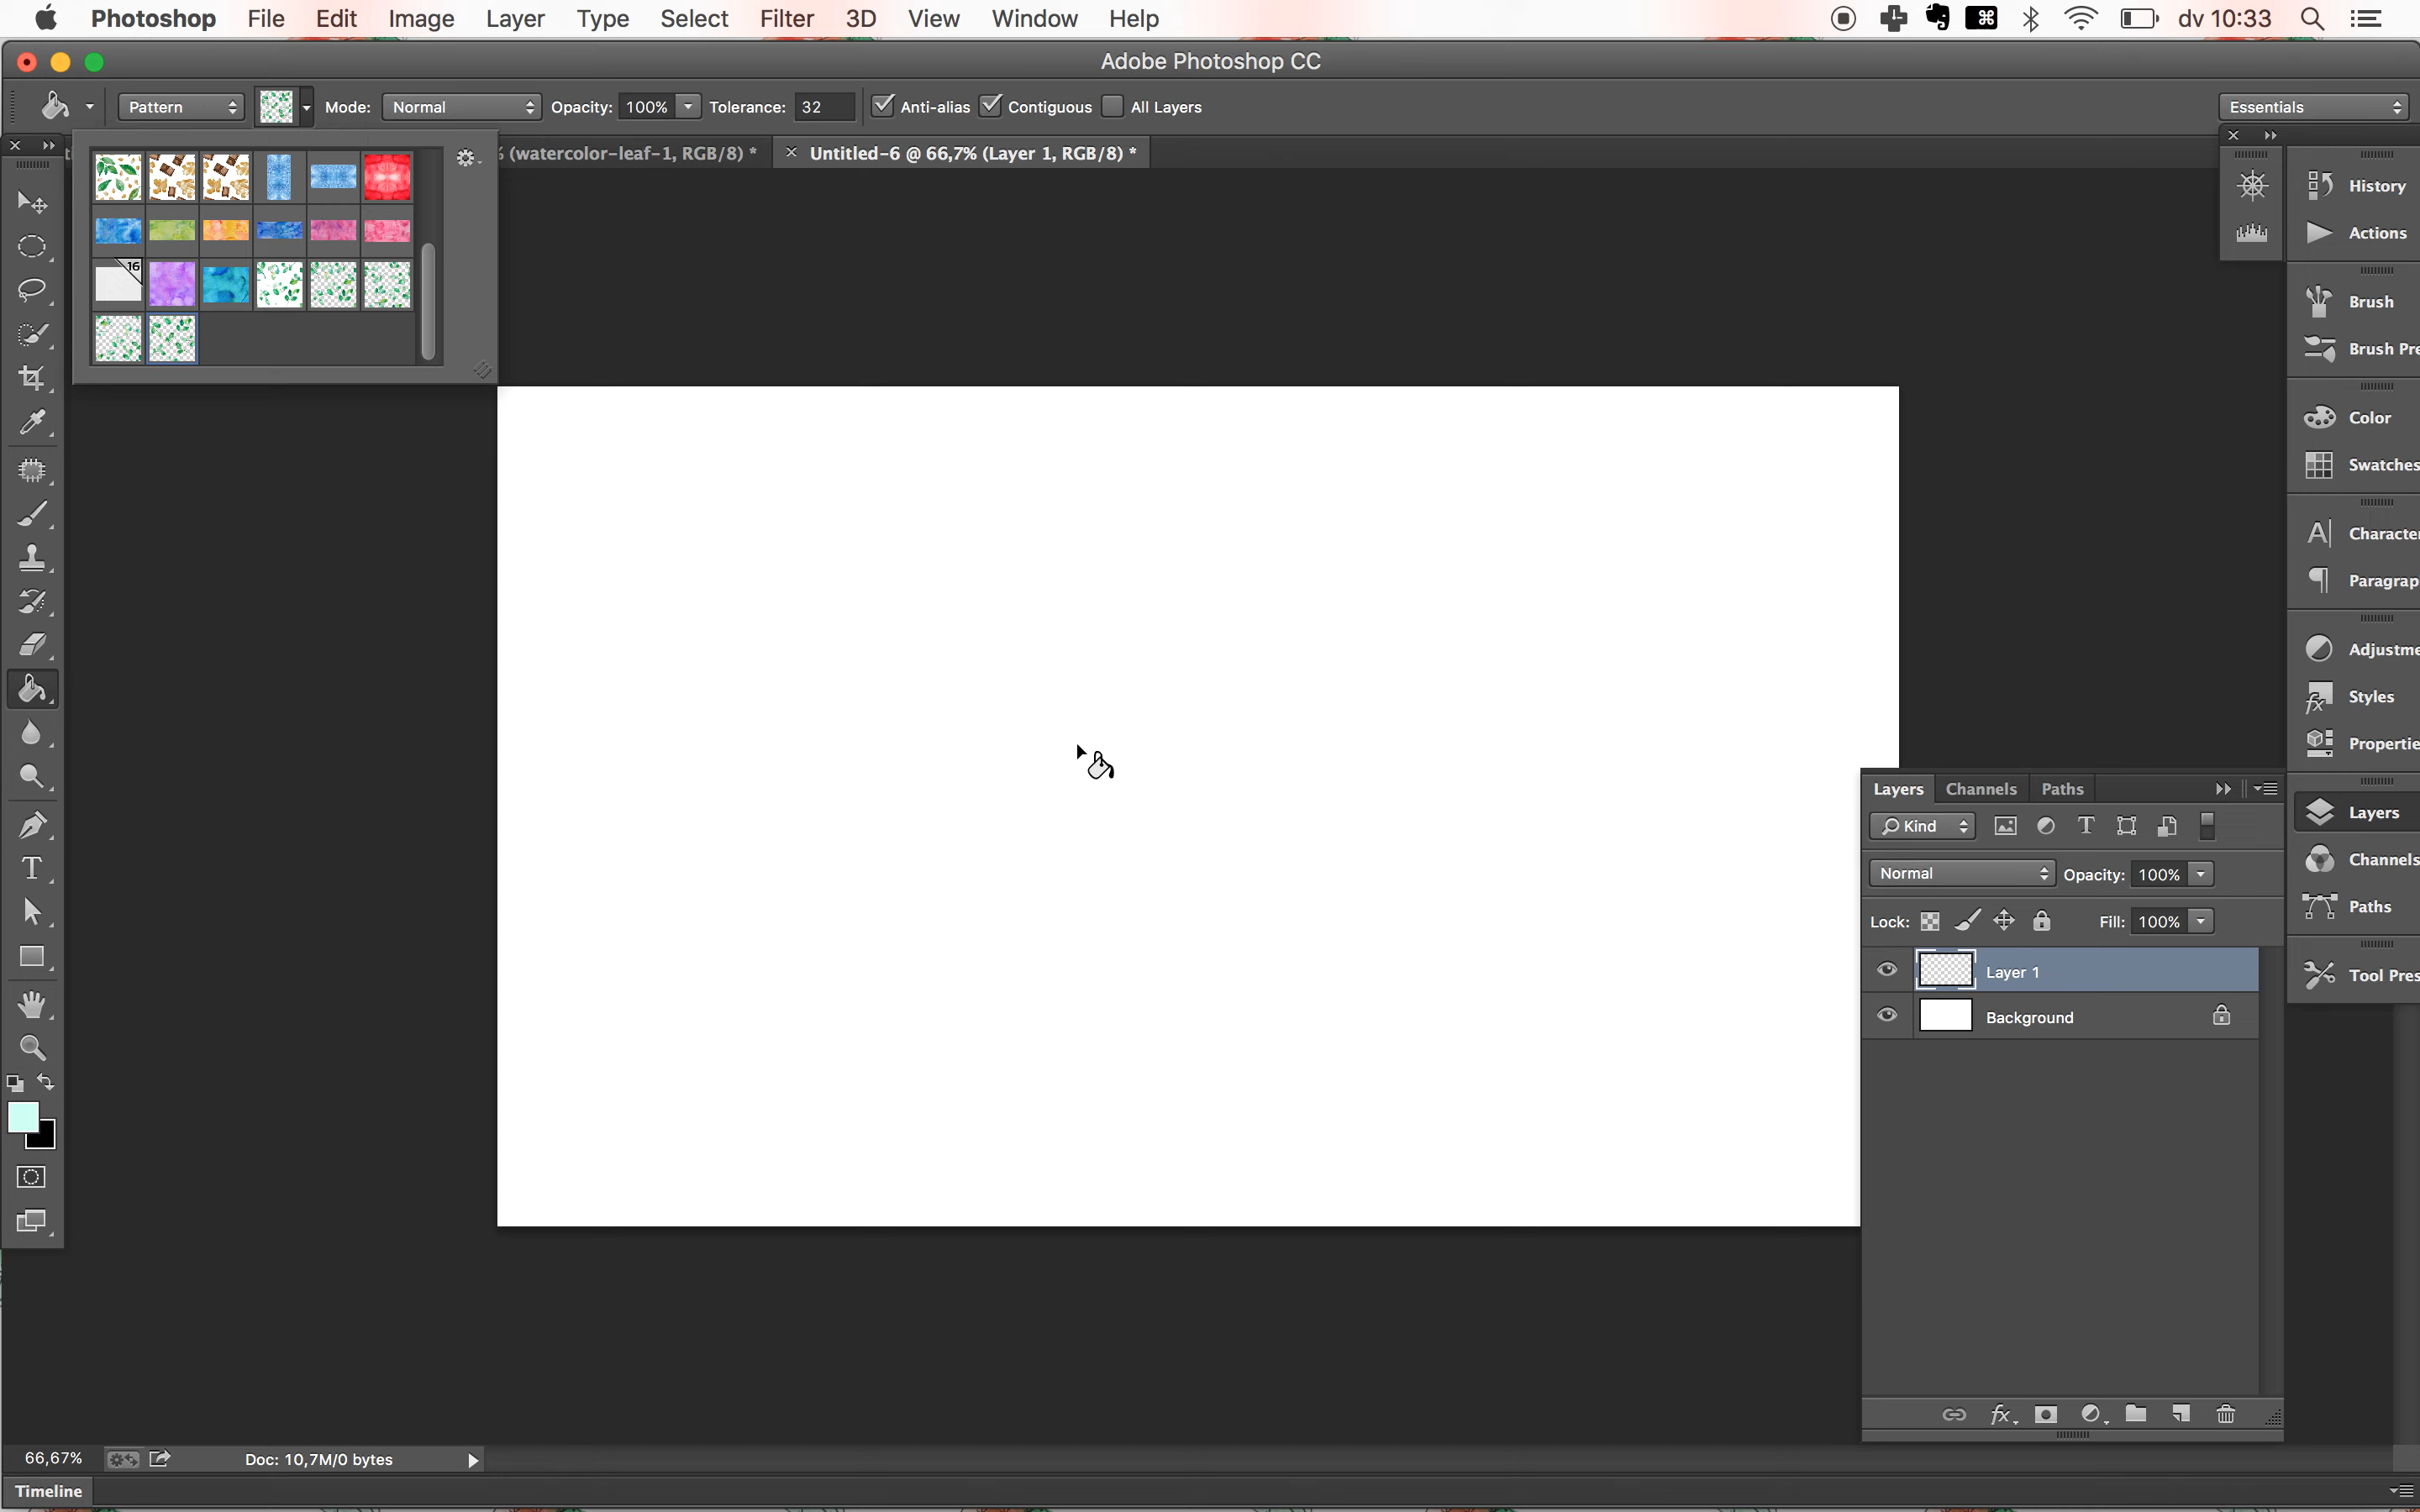 Photoshop File Edit Image Layer Type Select Filter 3D View Window Help dv 10:33
Adobe Photoshop CC
Pattern Mode: Normal Opacity: 100% Tolerance: 32 Anti-alias Contiguous All Layers Essentials
% (watercolor-leaf-1, RGB/8) * × Untitled-6 @ 66,7% (Layer 1, RGB/8) *
16
History
Actions
Brush
Brush Pre
Color
Swatches
Character
Paragrap
Adjustme
Styles
Propertie
Layers
Channels
Paths
Tool Pres
Layers Channels Paths
Kind
Normal Opacity: 100%
Lock: Fill: 100%
Layer 1
Background
66,67% Doc: 10,7M/0 bytes
Timeline